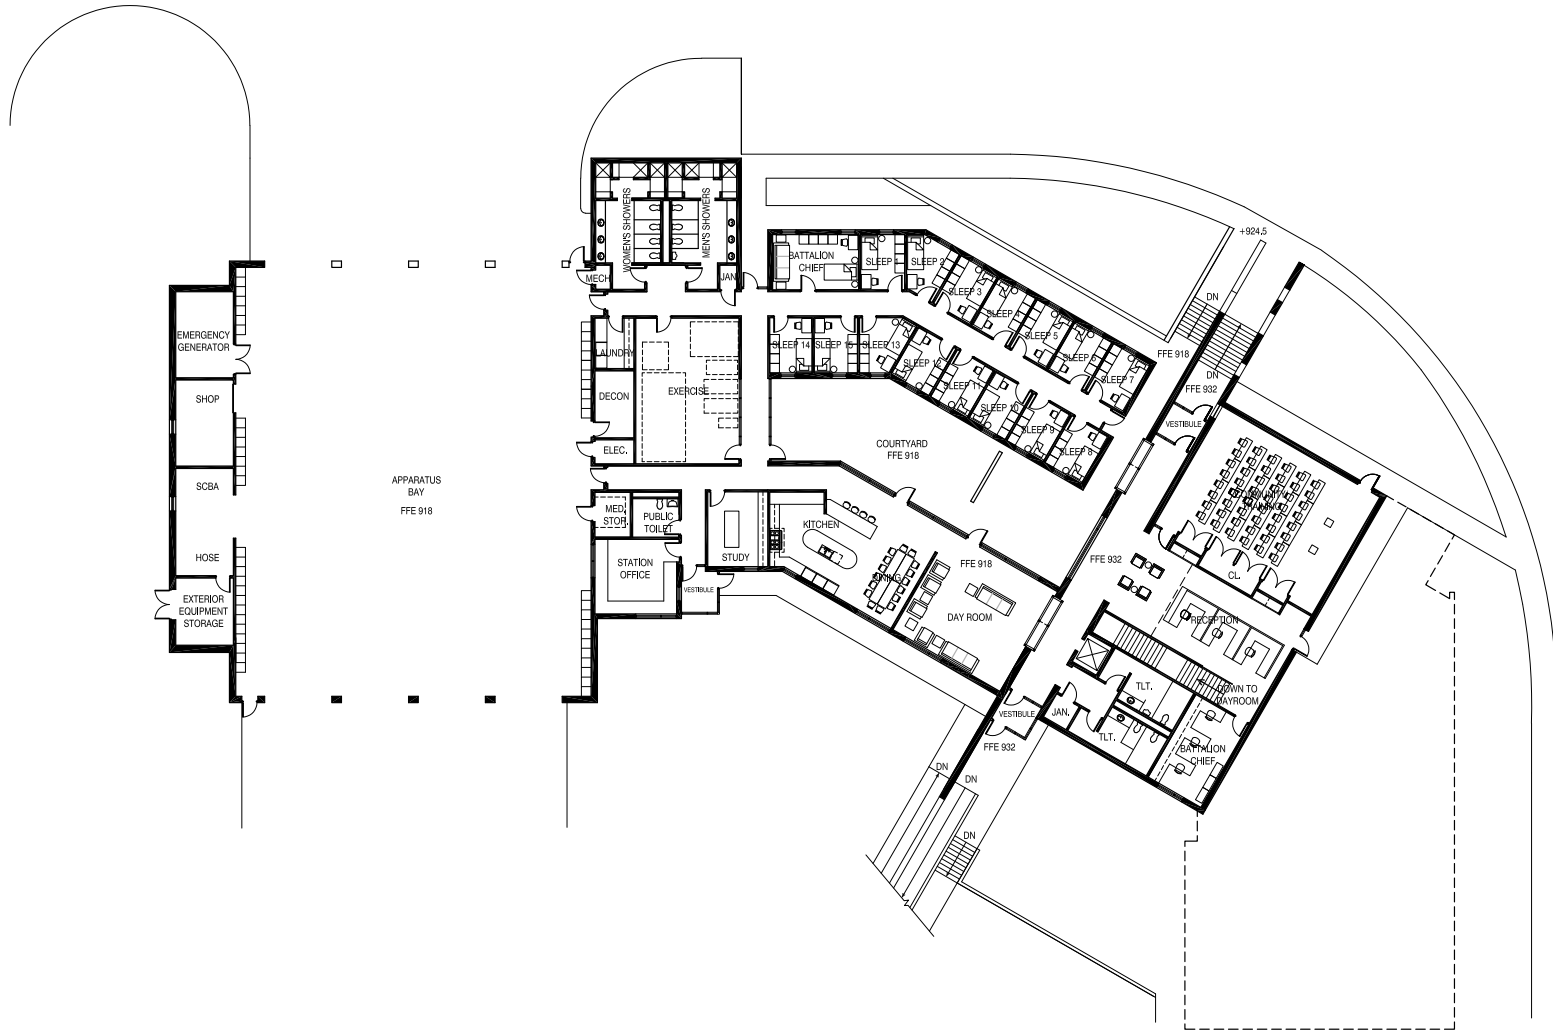 +924.5
WOMEN'S SHOWERS
MEN'S SHOWERS
MECH
JAN.
BATTALION
CHIEF
SLEEP 1
SLEEP 2
SLEEP 3
SLEEP 4
SLEEP 5
SLEEP 6
SLEEP 7
SLEEP 14
SLEEP 15
SLEEP 13
SLEEP 12
SLEEP 11
SLEEP 10
SLEEP 9
SLEEP 8
DN
DN
FFE 918
FFE 932
VESTIBULE
EMERGENCY
GENERATOR
SHOP
SCBA
HOSE
EXTERIOR
EQUIPMENT
STORAGE
APPARATUS
BAY
FFE 918
LAUNDRY
DECON
ELEC.
EXERCISE
COURTYARD
FFE 918
MED.
STOR.
PUBLIC
TOILET
STATION
OFFICE
VESTIBULE
STUDY
KITCHEN
DINING
FFE 918
DAY ROOM
FFE 932
COMMUNITY
TRAINING
CL.
RECEPTION
DOWN TO
DAYROOM
TLT.
JAN.
TLT.
BATTALION
CHIEF
VESTIBULE
FFE 932
DN
DN
DN